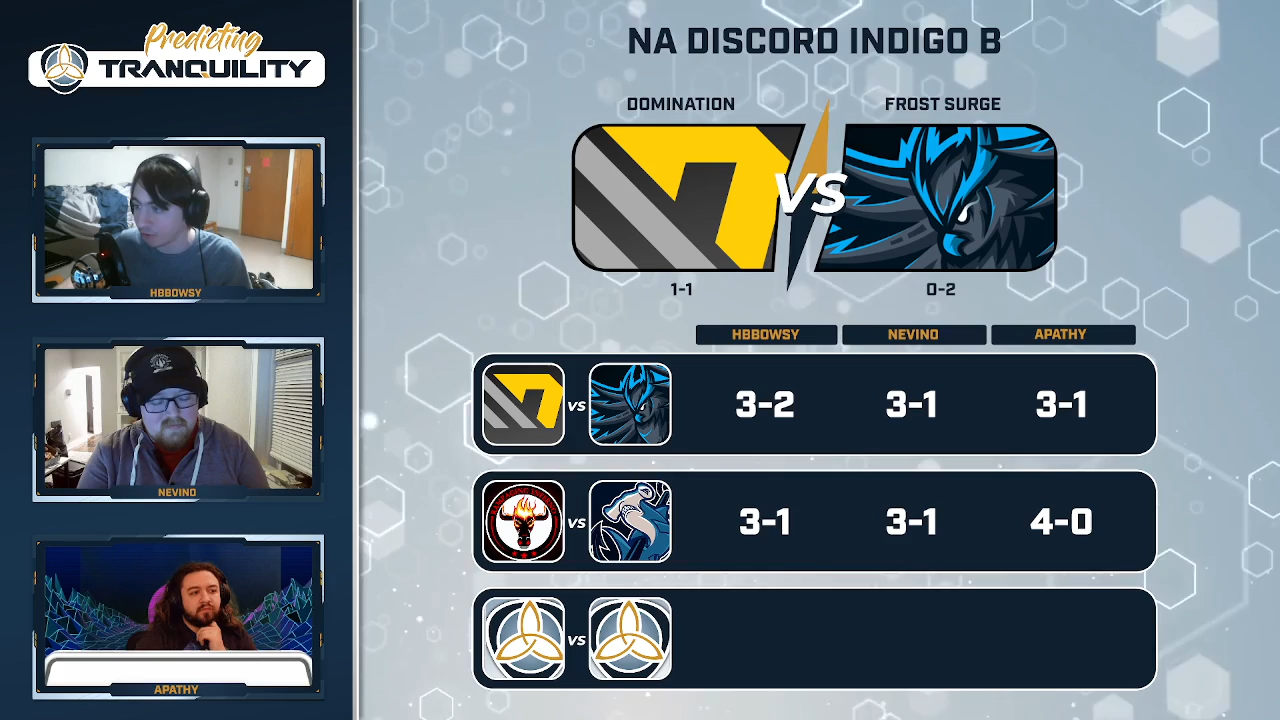 Predicting
TRANQUILITY
HBBOWSY
NEVINO
APATHY
NA DISCORD INDIGO B
DOMINATION
FROST SURGE
VS
1-1
0-2
HBBOWSY NEVINO APATHY
VS 3-2 3-1 3-1
VS 3-1 3-1 4-0
VS